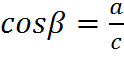 cosβ = a/c